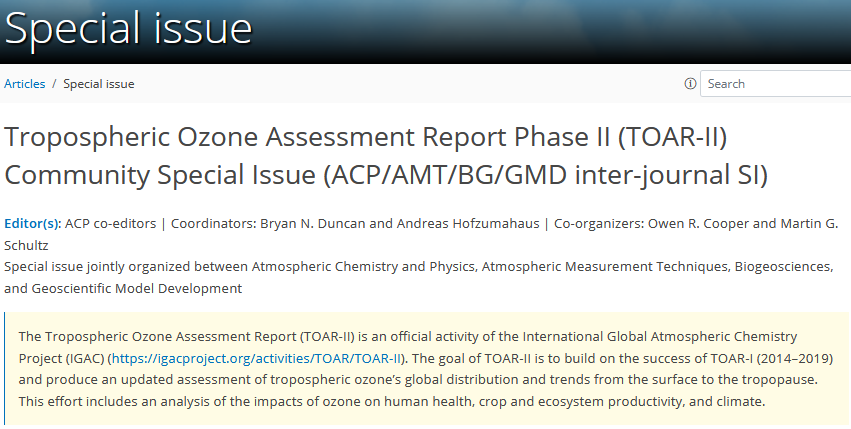 Special issue
Articles / Special issue
Search
Tropospheric Ozone Assessment Report Phase II (TOAR-II)
Community Special Issue (ACP/AMT/BG/GMD inter-journal SI)
Editor(s): ACP co-editors | Coordinators: Bryan N. Duncan and Andreas Hofzumahaus | Co-organizers: Owen R. Cooper and Martin G.
Schultz
Special issue jointly organized between Atmospheric Chemistry and Physics, Atmospheric Measurement Techniques, Biogeosciences,
and Geoscientific Model Development
The Tropospheric Ozone Assessment Report (TOAR-II) is an official activity of the International Global Atmospheric Chemistry
Project (IGAC) (https://igacproject.org/activities/TOAR/TOAR-II). The goal of TOAR-II is to build on the success of TOAR-I (2014–2019)
and produce an updated assessment of tropospheric ozone's global distribution and trends from the surface to the tropopause.
This effort includes an analysis of the impacts of ozone on human health, crop and ecosystem productivity, and climate.